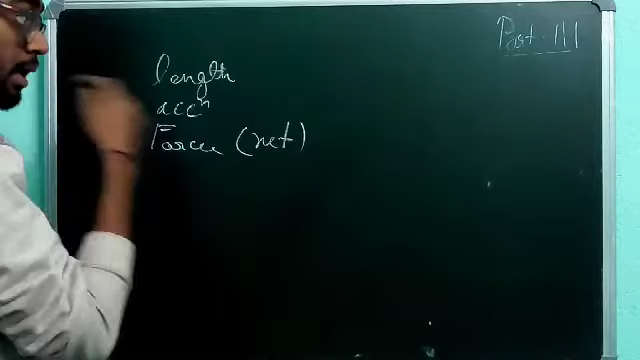 Part-III
length
accⁿ
Force (net)